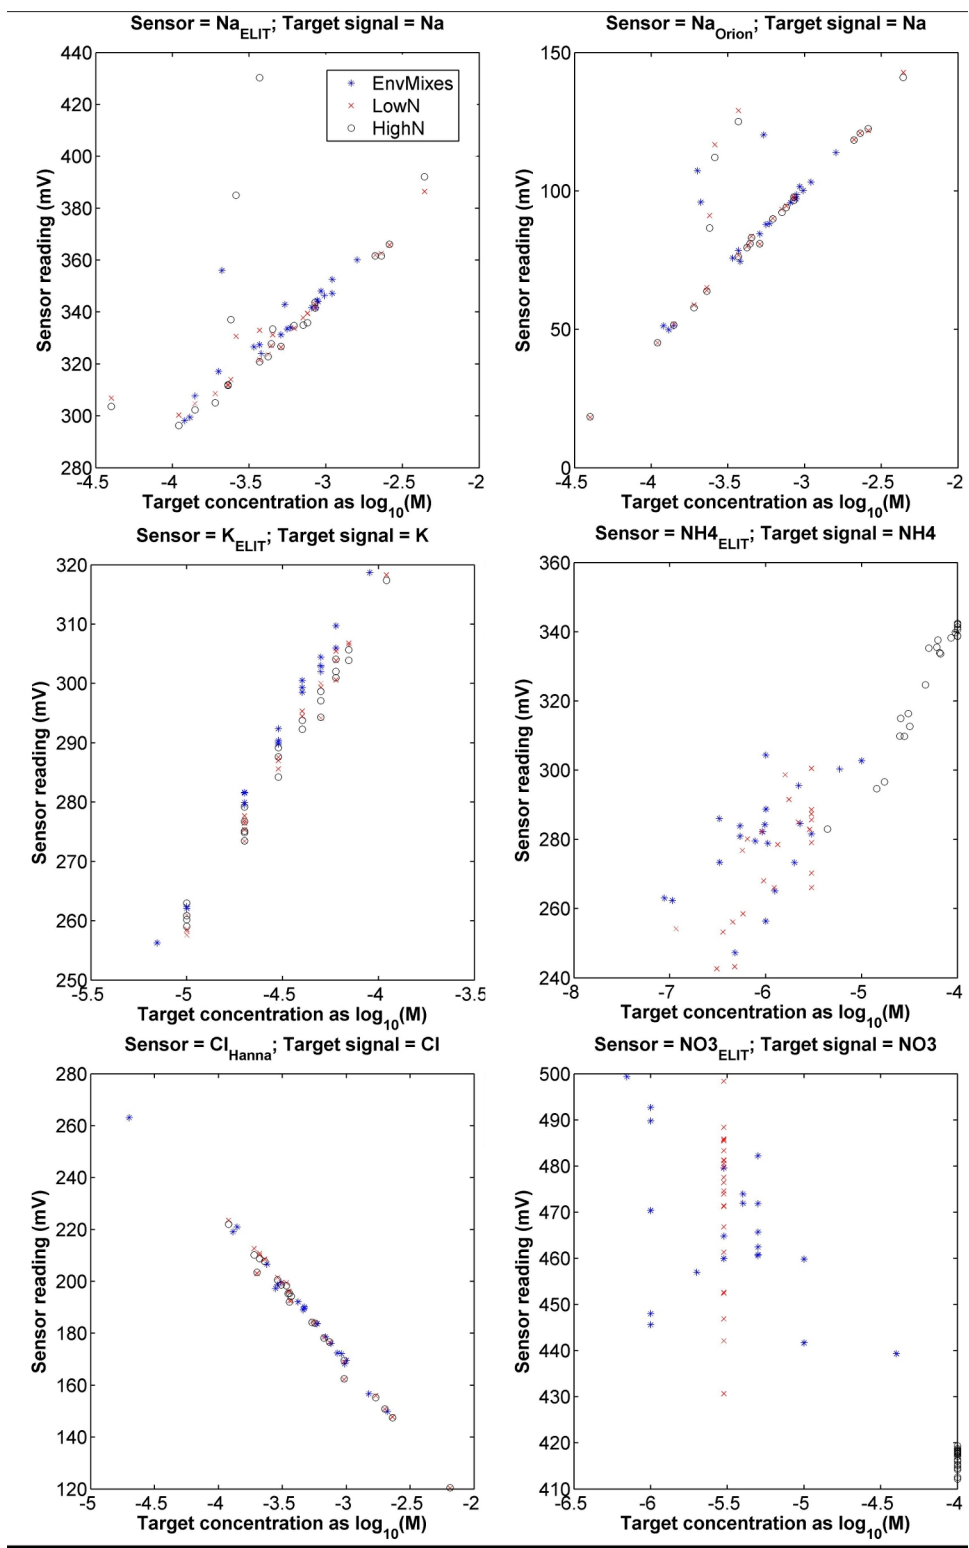 Sensor = Na_ELIT; Target signal = Na
440
420
400
380
360
340
320
300
280
Sensor reading (mV)
EnvMixes
LowN
HighN
-4.5 -4 -3.5 -3 -2.5 -2
Target concentration as log10(M)
Sensor = Na_Orion; Target signal = Na
150
100
50
0
Sensor reading (mV)
-4.5 -4 -3.5 -3 -2.5 -2
Target concentration as log10(M)
Sensor = K_ELIT; Target signal = K
320
310
300
290
280
270
260
250
Sensor reading (mV)
-5.5 -5 -4.5 -4 -3.5
Target concentration as log10(M)
Sensor = NH4_ELIT; Target signal = NH4
360
340
320
300
280
260
240
Sensor reading (mV)
-8 -7 -6 -5 -4
Target concentration as log10(M)
Sensor = Cl_Hanna; Target signal = Cl
280
260
240
220
200
180
160
140
120
Sensor reading (mV)
-5 -4.5 -4 -3.5 -3 -2.5 -2
Target concentration as log10(M)
Sensor = NO3_ELIT; Target signal = NO3
500
490
480
470
460
450
440
430
420
410
Sensor reading (mV)
-6.5 -6 -5.5 -5 -4.5 -4
Target concentration as log10(M)